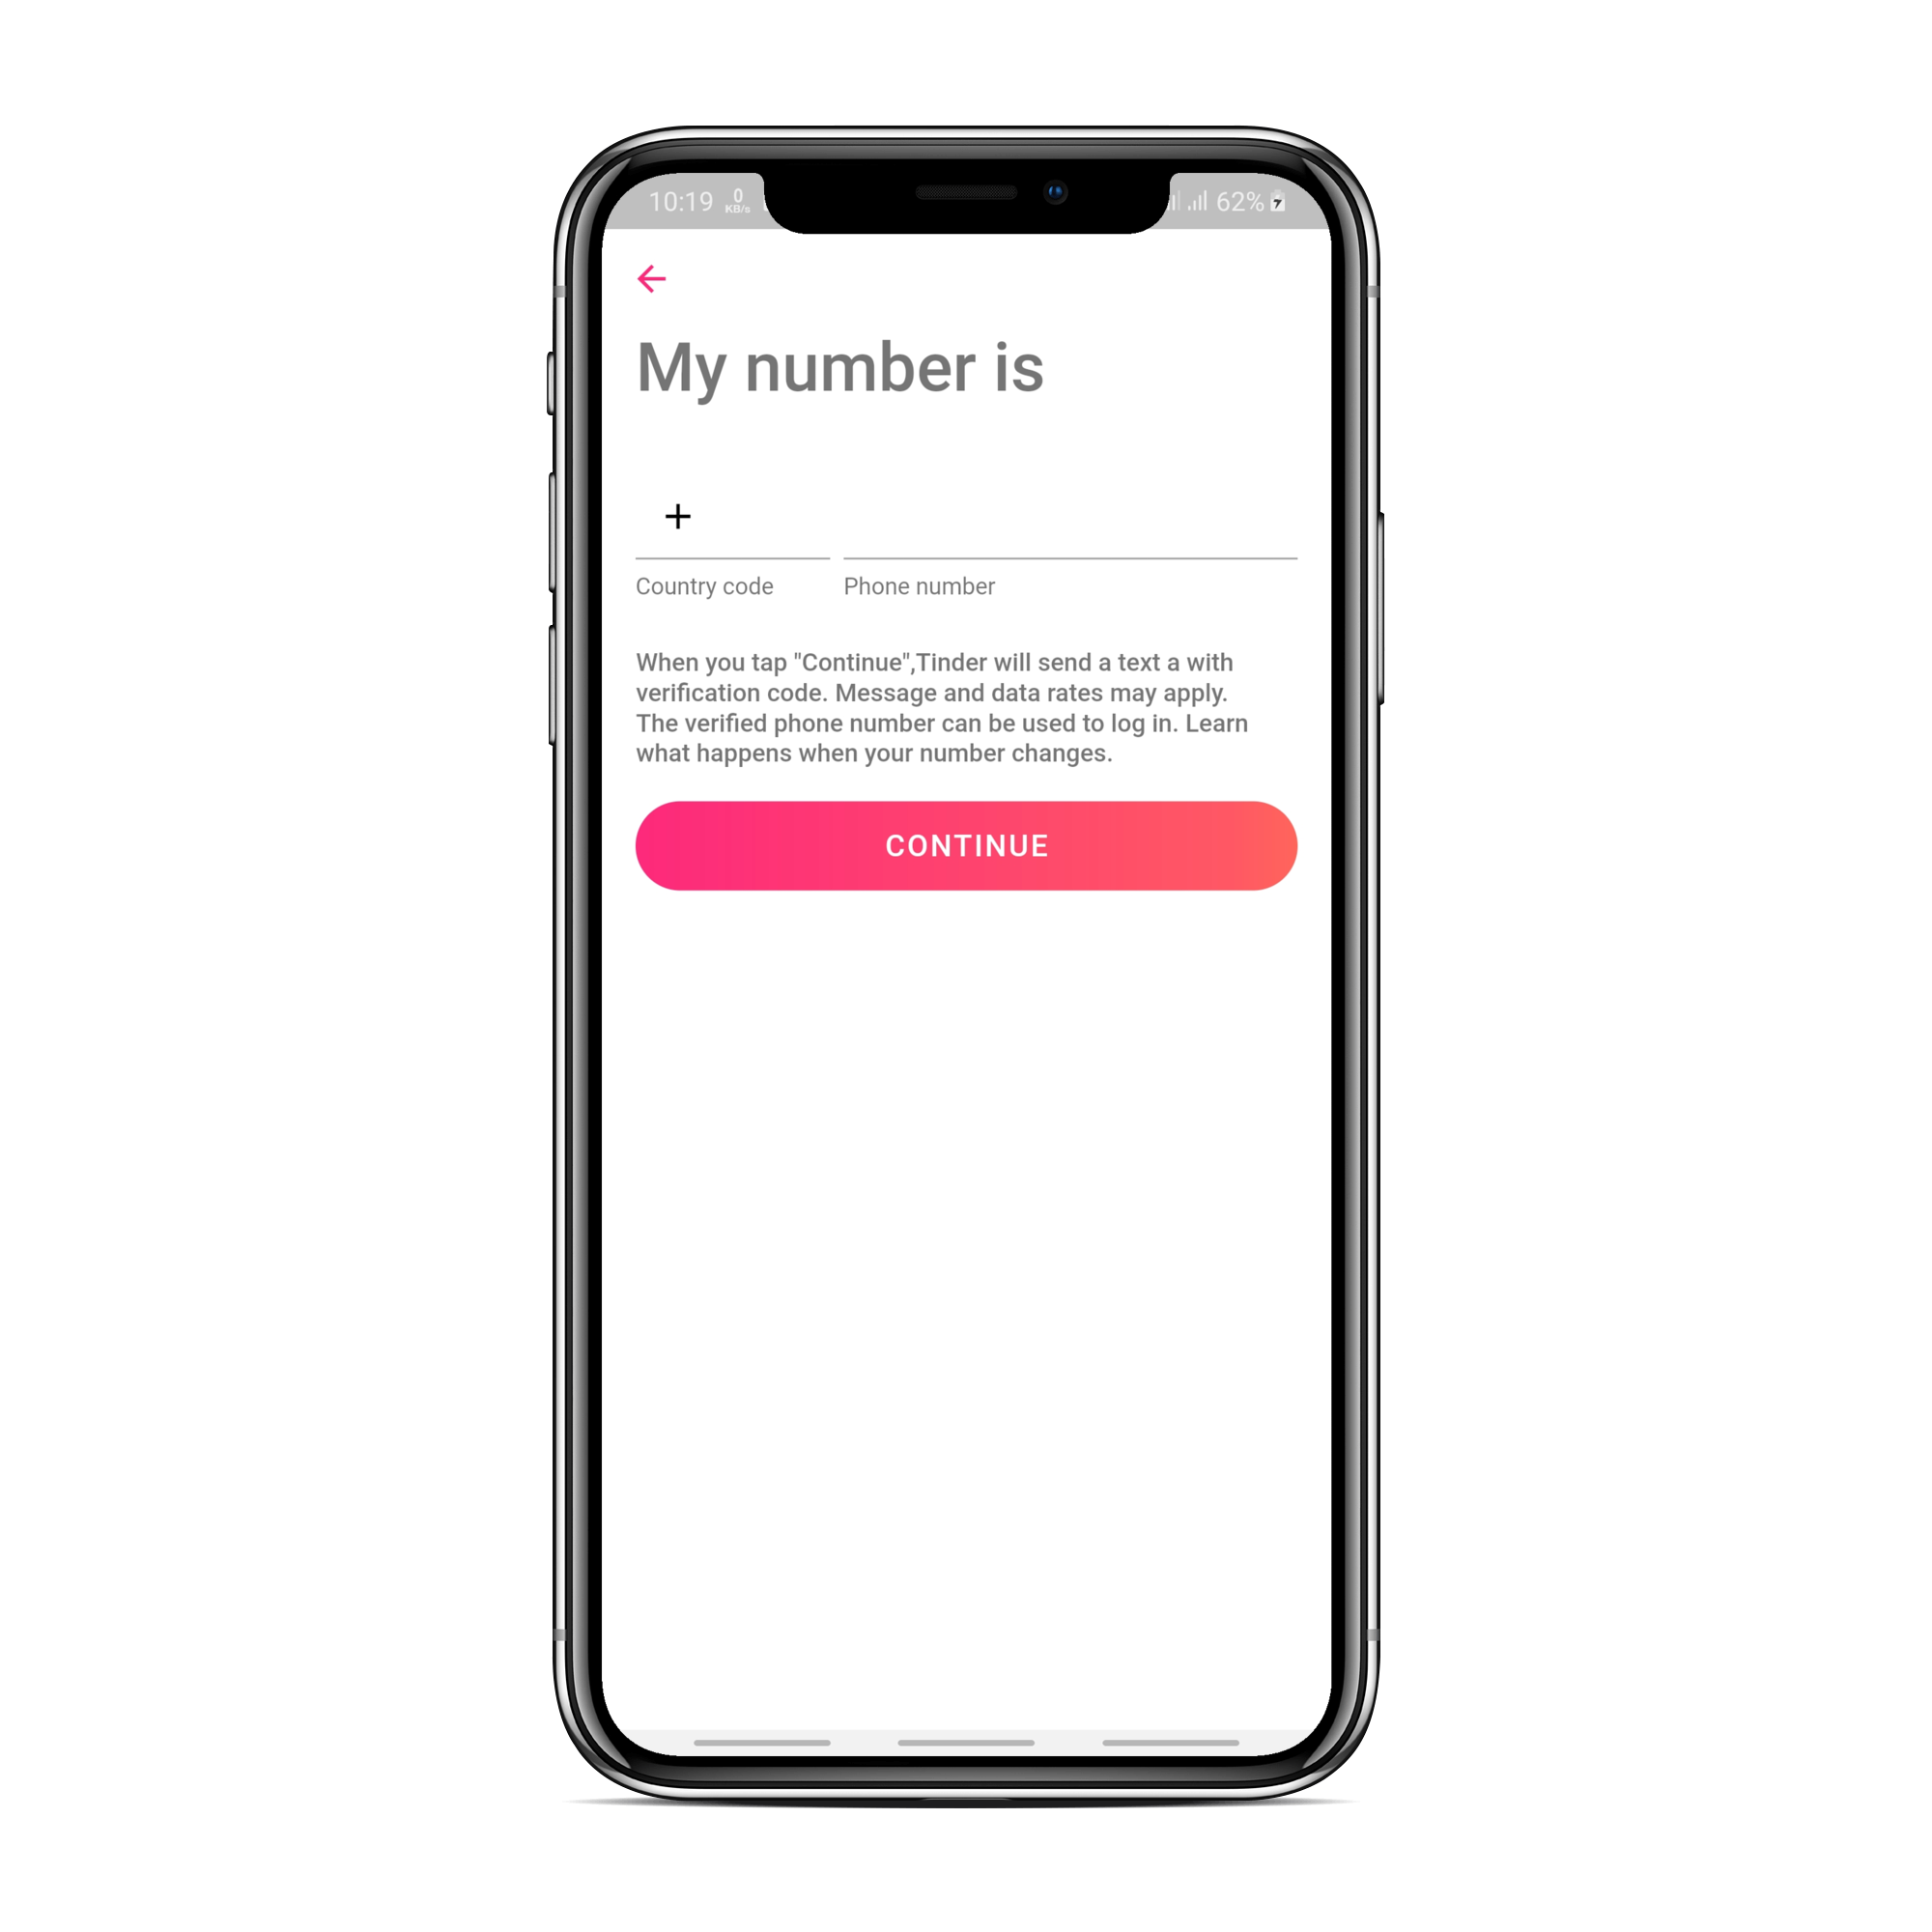 10:19 0 KB/s 62%
My number is
+
Country code Phone number
When you tap "Continue",Tinder will send a text a with
verification code. Message and data rates may apply.
The verified phone number can be used to log in. Learn
what happens when your number changes.
CONTINUE